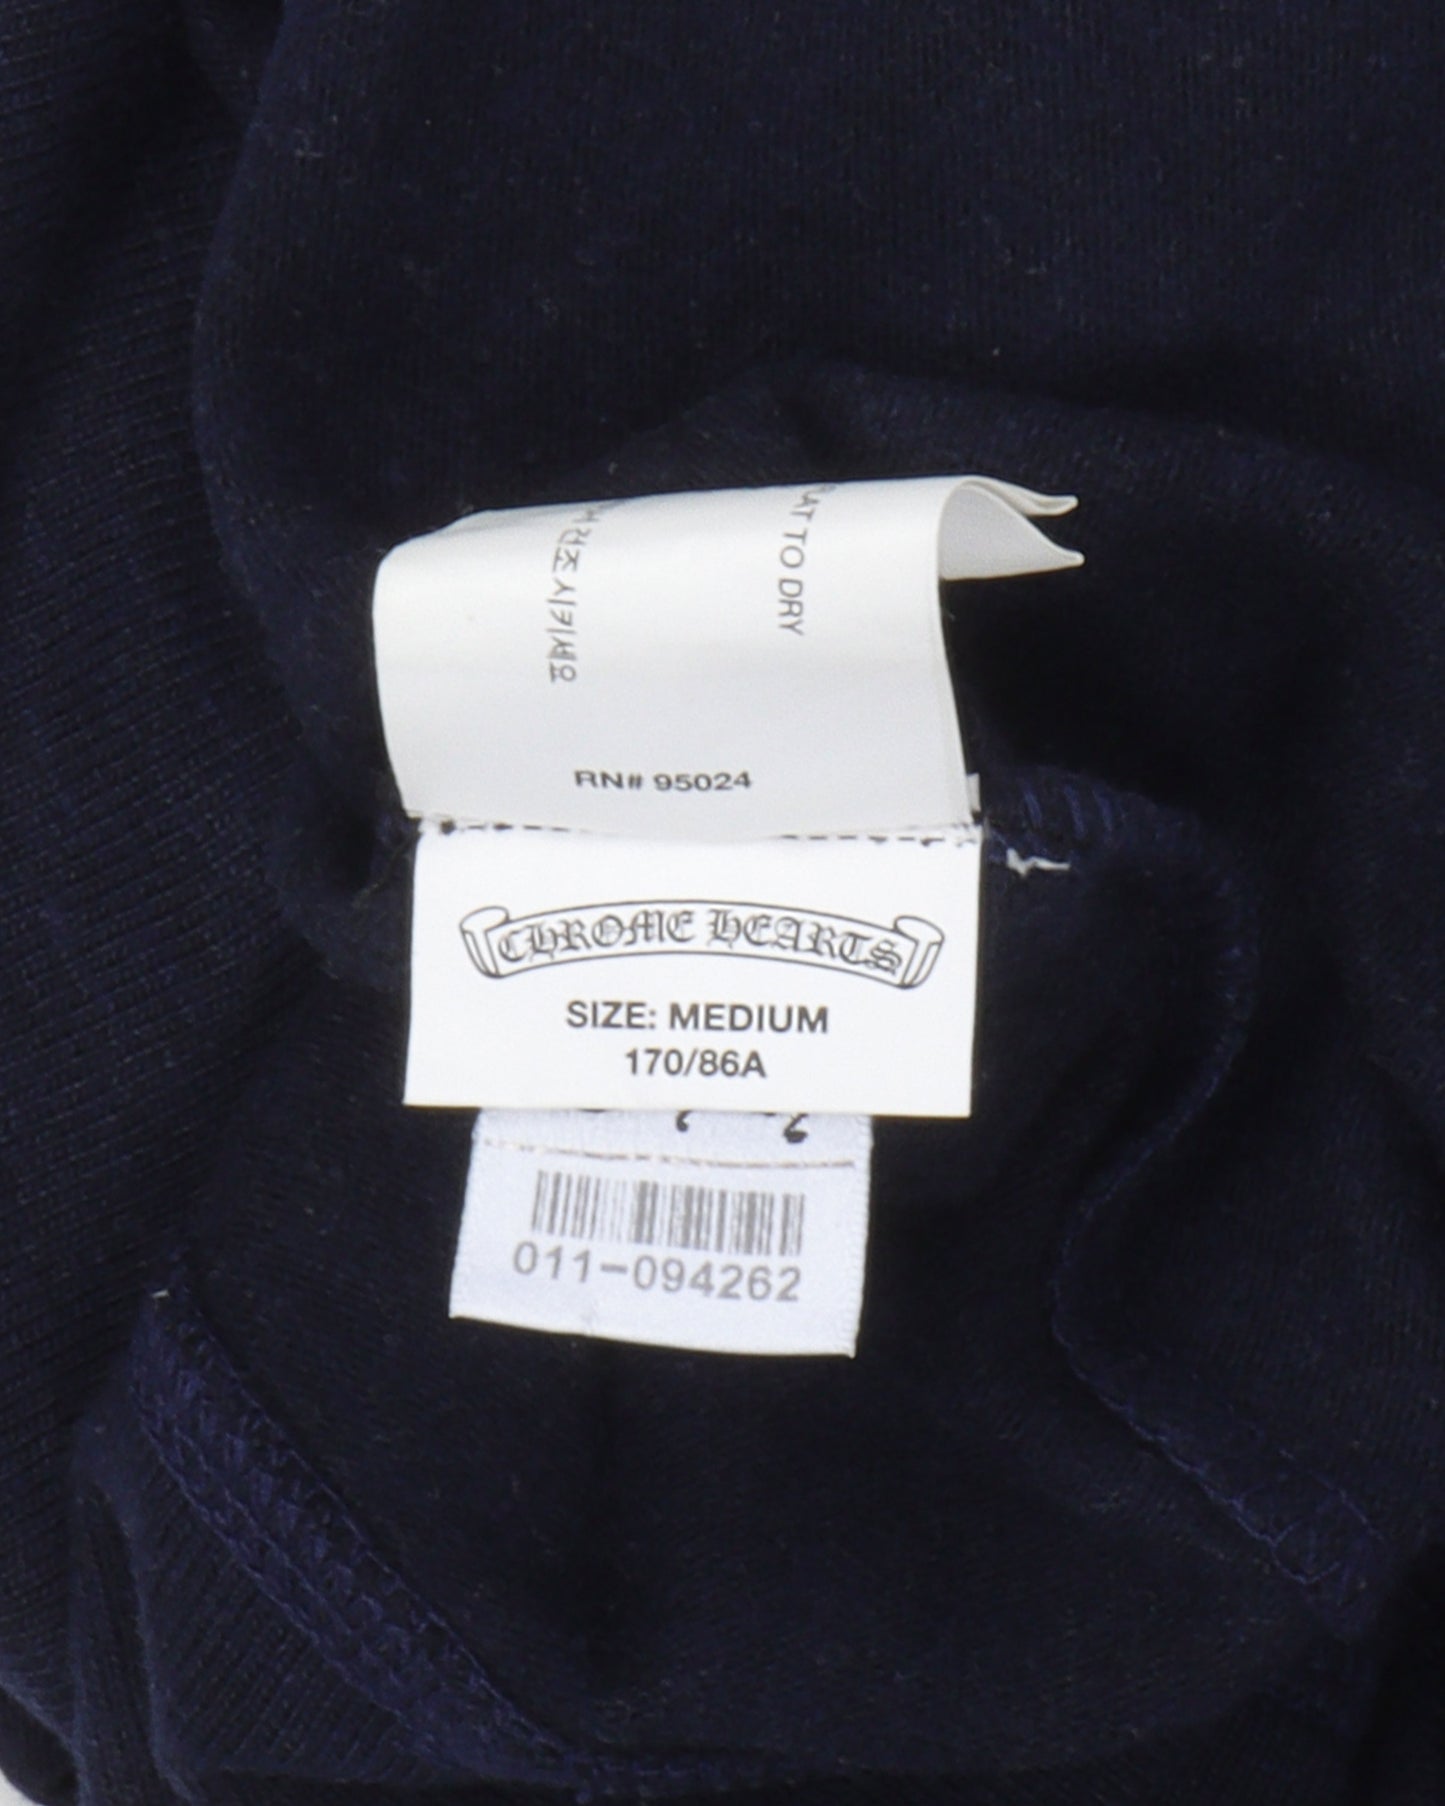 AT TO DRY
RN# 95024
CHROME HEARTS
SIZE: MEDIUM
170/86A
011-094262